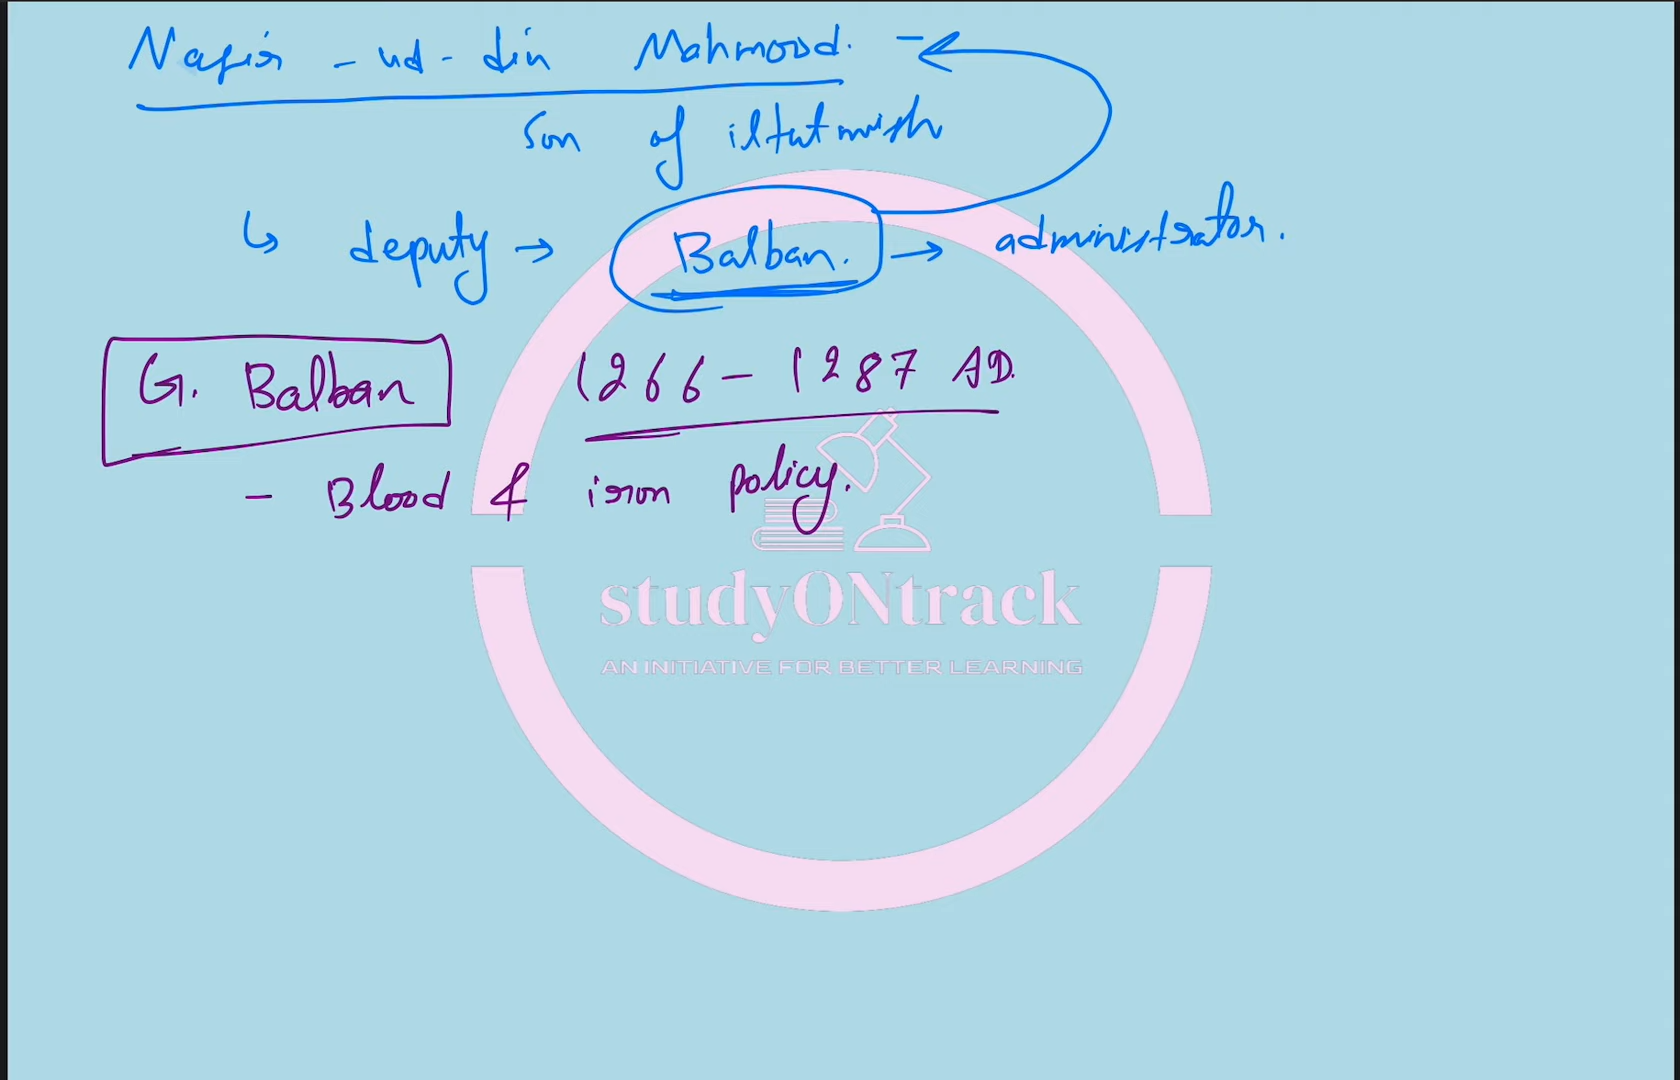 Nasir - ud - din Mahmood. -
Son of iltutmish
↳ deputy → Balban. → administrator.
G. Balban 1266 - 1287 AD.
- Blood & iron policy.
studyONtrack
AN INITIATIVE FOR BETTER LEARNING